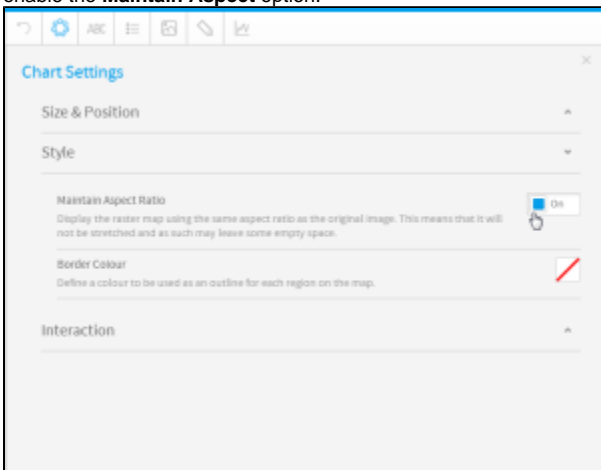 enable the Maintain Aspect option.
ABC
Chart Settings
Size & Position
Style
Maintain Aspect Ratio
On
Display the raster map using the same aspect ratio as the original image. This means that it will
not be stretched and as such may leave some empty space.
Border Colour
Define a colour to be used as an outline for each region on the map.
Interaction